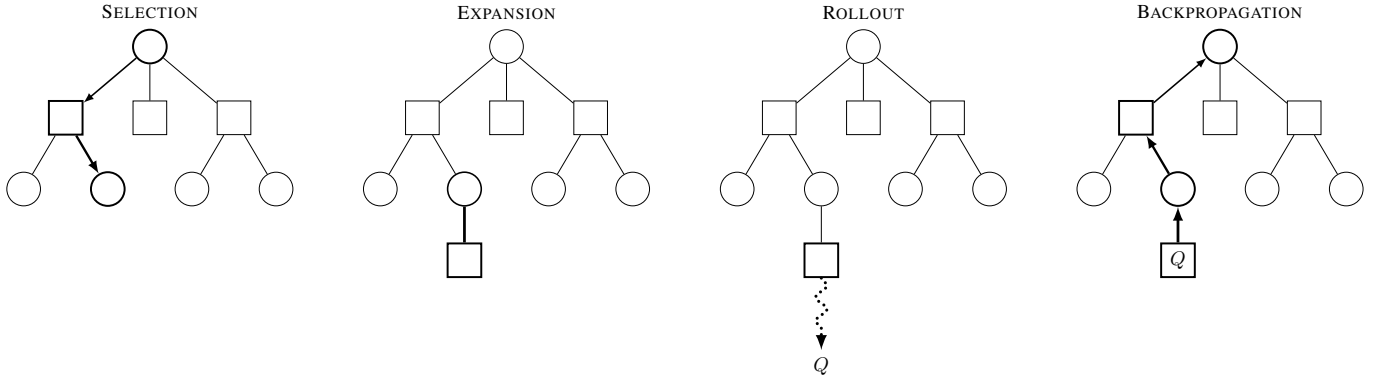 SELECTION
EXPANSION
ROLLOUT
BACKPROPAGATION
Q
Q